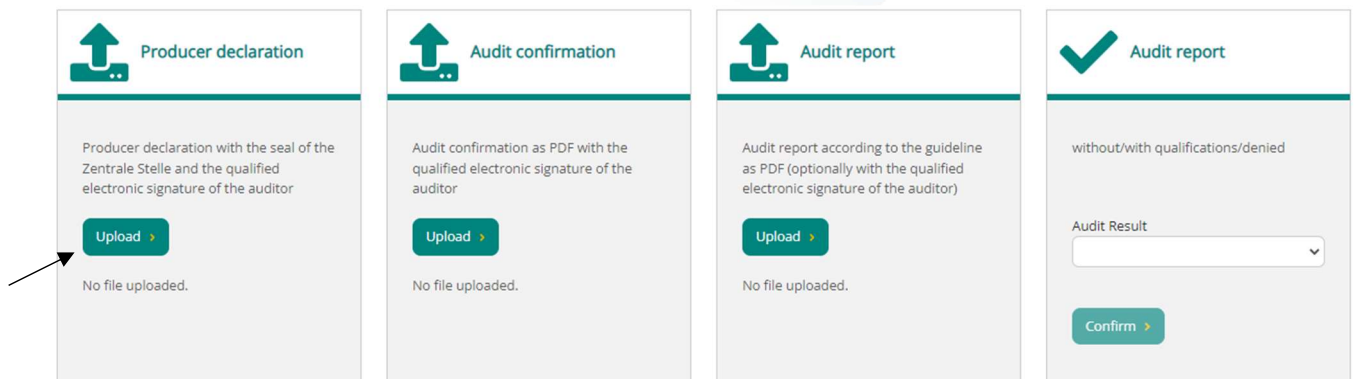 Producer declaration
Producer declaration with the seal of the
Zentrale Stelle and the qualified
electronic signature of the auditor
Upload ›
No file uploaded.
Audit confirmation
Audit confirmation as PDF with the
qualified electronic signature of the
auditor
Upload ›
No file uploaded.
Audit report
Audit report according to the guideline
as PDF (optionally with the qualified
electronic signature of the auditor)
Upload ›
No file uploaded.
Audit report
without/with qualifications/denied
Audit Result
Confirm ›